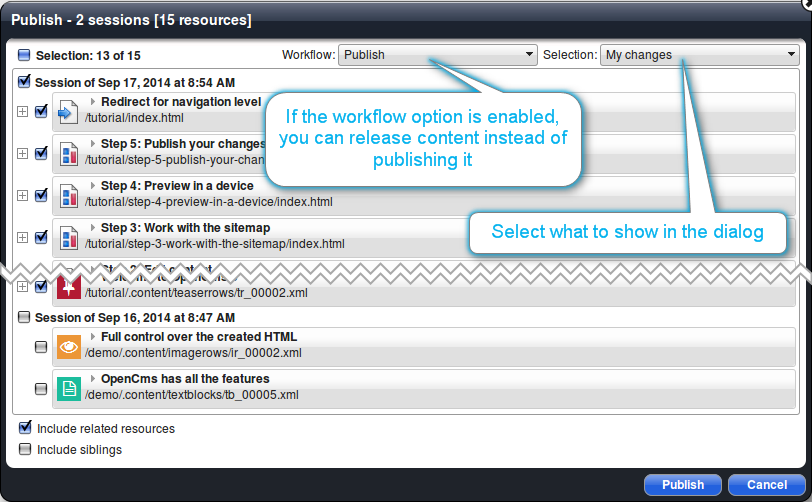 Publish - 2 sessions [15 resources]
Selection: 13 of 15
Workflow: Publish
Selection: My changes
Session of Sep 17, 2014 at 8:54 AM
Redirect for navigation level
/tutorial/index.html
If the workflow option is enabled,
you can release content instead of
publishing it
Step 5: Publish your changes
/tutorial/step-5-publish-your-chan
Step 4: Preview in a device
/tutorial/step-4-preview-in-a-device/index.html
Step 3: Work with the sitemap
/tutorial/step-3-work-with-the-sitemap/index.html
Select what to show in the dialog
/tutorial/.content/teaserrows/tr_00002.xml
Session of Sep 16, 2014 at 8:47 AM
Full control over the created HTML
/demo/.content/imagerows/ir_00002.xml
OpenCms has all the features
/demo/.content/textblocks/tb_00005.xml
Include related resources
Include siblings
Publish
Cancel